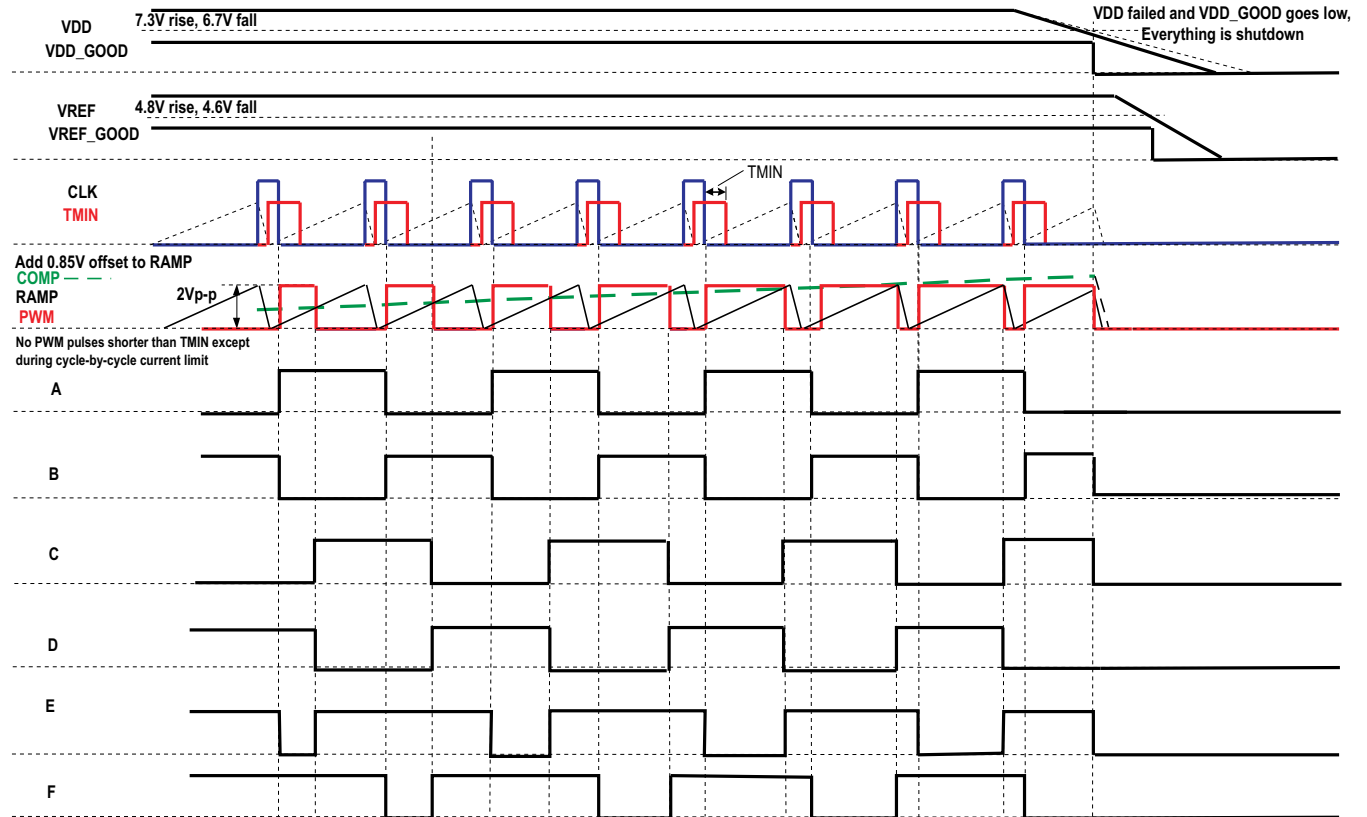 VDD
7.3V rise, 6.7V fall
VDD failed and VDD_GOOD goes low,
Everything is shutdown
VDD_GOOD
VREF
4.8V rise, 4.6V fall
VREF_GOOD
CLK
TMIN
TMIN
Add 0.85V offset to RAMP
COMP
RAMP
2Vp-p
PWM
No PWM pulses shorter than TMIN except
during cycle-by-cycle current limit
A
B
C
D
E
F